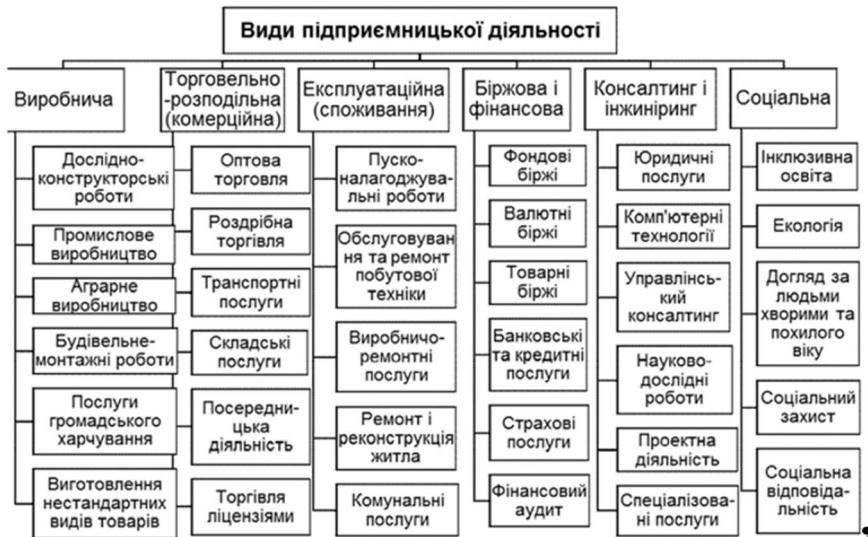 Види підприємницької діяльності
Виробнича
Дослідно-
конструкторські
роботи
Промислове
виробництво
Аграрне
виробництво
Будівельне-
монтажні роботи
Послуги
громадського
харчування
Виготовлення
нестандартних
видів товарів
Торговельно
-розподільна
(комерційна)
Оптова
торговля
Роздрібна
торгівля
Транспортні
послуги
Складські
послуги
Посередни-
цька
діяльність
Торгівля
ліцензіями
Експлуатаційна
(споживання)
Пуско-
налагоджува-
льні роботи
Обслуговуван
ня та ремонт
побутової
техніки
Виробничо-
ремонтні
послуги
Ремонт і
реконструкція
житла
Комунальні
послуги
Біржова і
фінансова
Фондові
біржі
Валютні
біржі
Товарні
біржі
Банковські
та кредитні
послуги
Страхові
послуги
Фінансовий
аудит
Консалтинг і
інжиніринг
Юридичні
послуги
Комп'ютерні
технології
Управлінсь-
кий
консалтинг
Науково-
дослідні
роботи
Проектна
діяльність
Спеціалізова-
ні послуги
Соціальна
Інклюзивна
освіта
Екологія
Догляд за
людьми
хворими та
похилого
віку
Соціальний
захист
Соціальна
відповіда-
льність